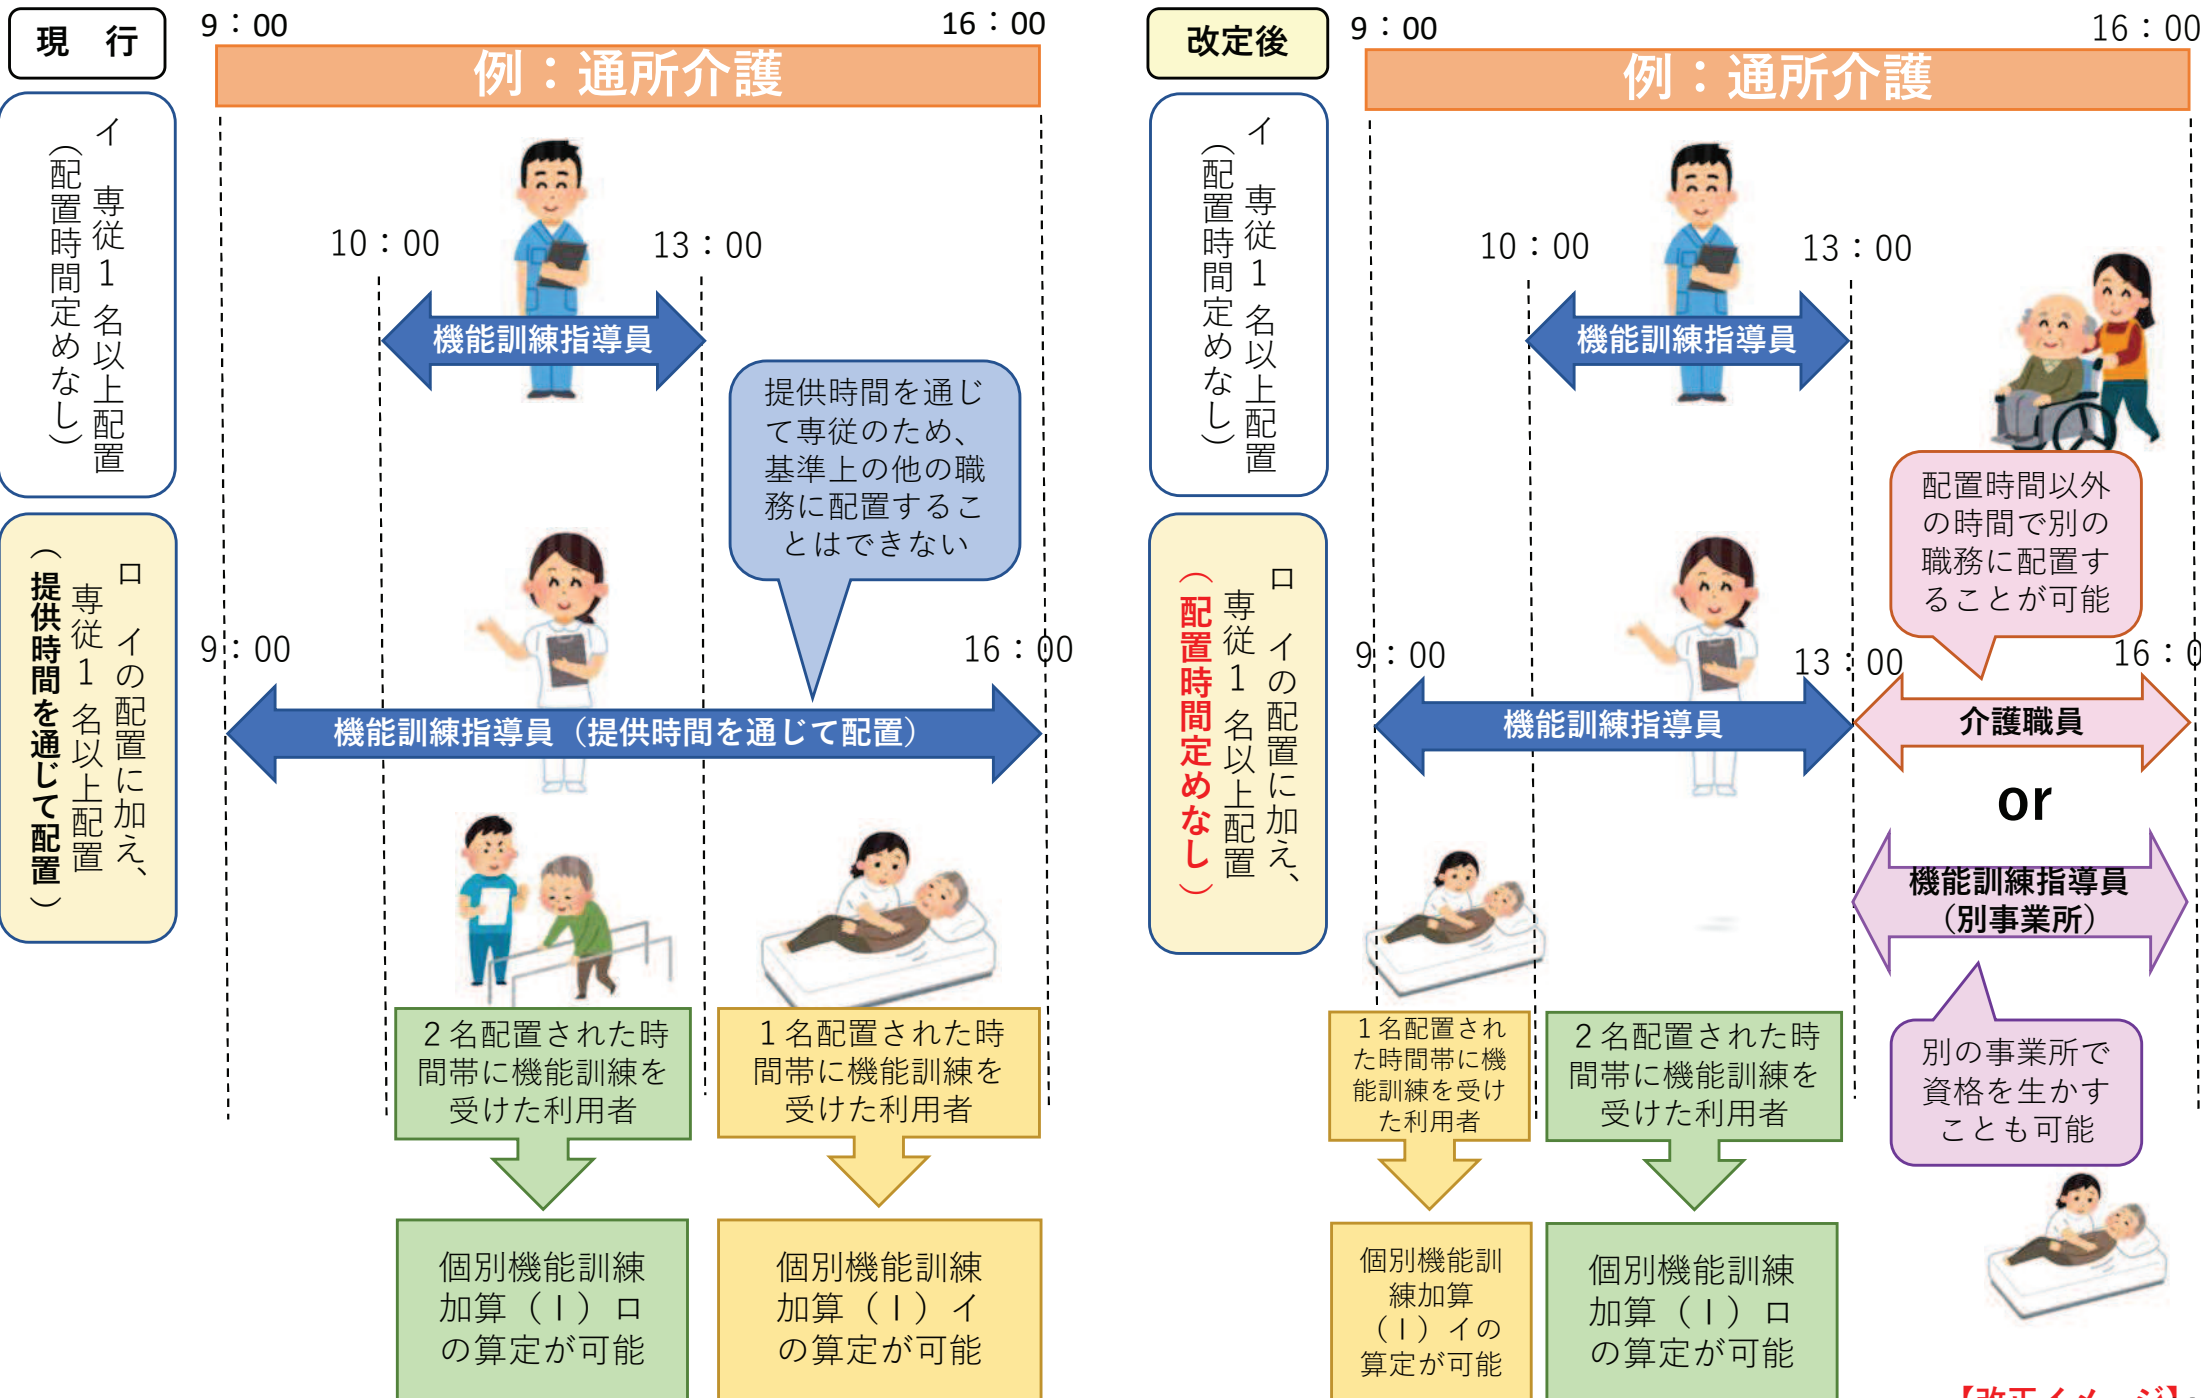 現　行
9：00
16：00
例：通所介護
イ　専従１名以上配置
（配置時間定めなし）
10：00
13：00
機能訓練指導員
提供時間を通じ
て専従のため、
基準上の他の職
務に配置するこ
とはできない
ロ　イの配置に加え、
専従１名以上配置
（提供時間を通じて配置）
9：00
16：00
機能訓練指導員（提供時間を通じて配置）
２名配置された時
間帯に機能訓練を
受けた利用者
１名配置された時
間帯に機能訓練を
受けた利用者
個別機能訓練
加算（Ⅰ）ロ
の算定が可能
個別機能訓練
加算（Ⅰ）イ
の算定が可能
改定後
9：00
16：00
例：通所介護
イ　専従１名以上配置
（配置時間定めなし）
10：00
13：00
機能訓練指導員
配置時間以外
の時間で別の
職務に配置す
ることが可能
ロ　イの配置に加え、
専従１名以上配置
（配置時間定めなし）
9：00
13：00
16：0
機能訓練指導員
介護職員
or
機能訓練指導員
（別事業所）
別の事業所で
資格を生かす
ことも可能
１名配置され
た時間帯に機
能訓練を受け
た利用者
２名配置された時
間帯に機能訓練を
受けた利用者
個別機能訓
練加算
（Ⅰ）イの
算定が可能
個別機能訓練
加算（Ⅰ）ロ
の算定が可能
【改正イメージ】